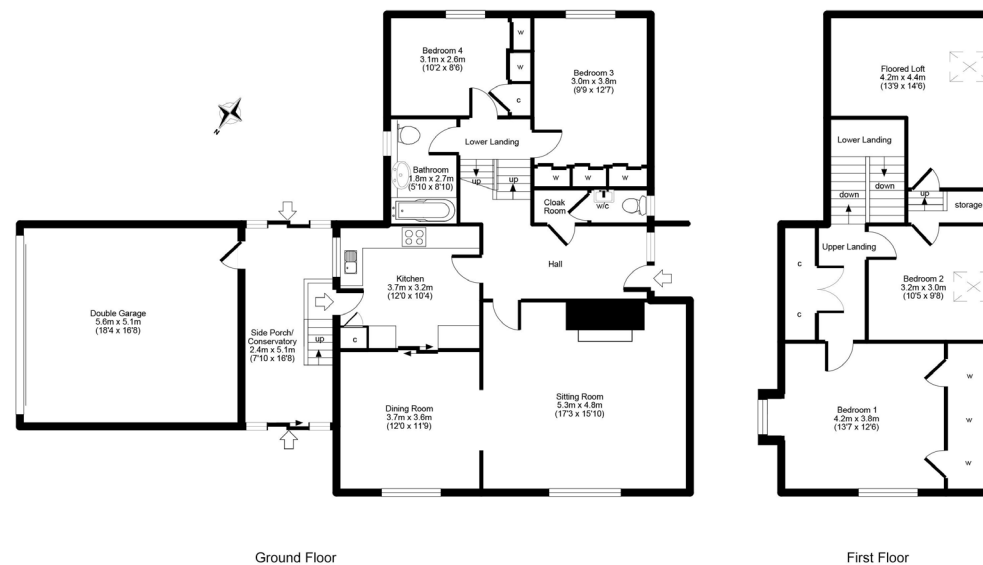 Bedroom 4
3.1m x 2.6m
(10'2 x 8'6)
w
w
c
Bedroom 3
3.0m x 3.8m
(9'9 x 12'7)
Lower Landing
up
up
Bathroom
1.8m x 2.7m
(5'10 x 8'10)
w
w
w
Cloak
Room
w/c
N
Hall
Kitchen
3.7m x 3.2m
(12'0 x 10'4)
c
up
Double Garage
5.6m x 5.1m
(18'4 x 16'8)
Side Porch/
Conservatory
2.4m x 5.1m
(7'10 x 16'8)
Dining Room
3.7m x 3.6m
(12'0 x 11'9)
Sitting Room
5.3m x 4.8m
(17'3 x 15'10)
Ground Floor
Floored Loft
4.2m x 4.4m
(13'9 x 14'6)
Lower Landing
down
down
up
storage
Upper Landing
c
c
Bedroom 2
3.2m x 3.0m
(10'5 x 9'8)
Bedroom 1
4.2m x 3.8m
(13'7 x 12'6)
w
w
w
First Floor